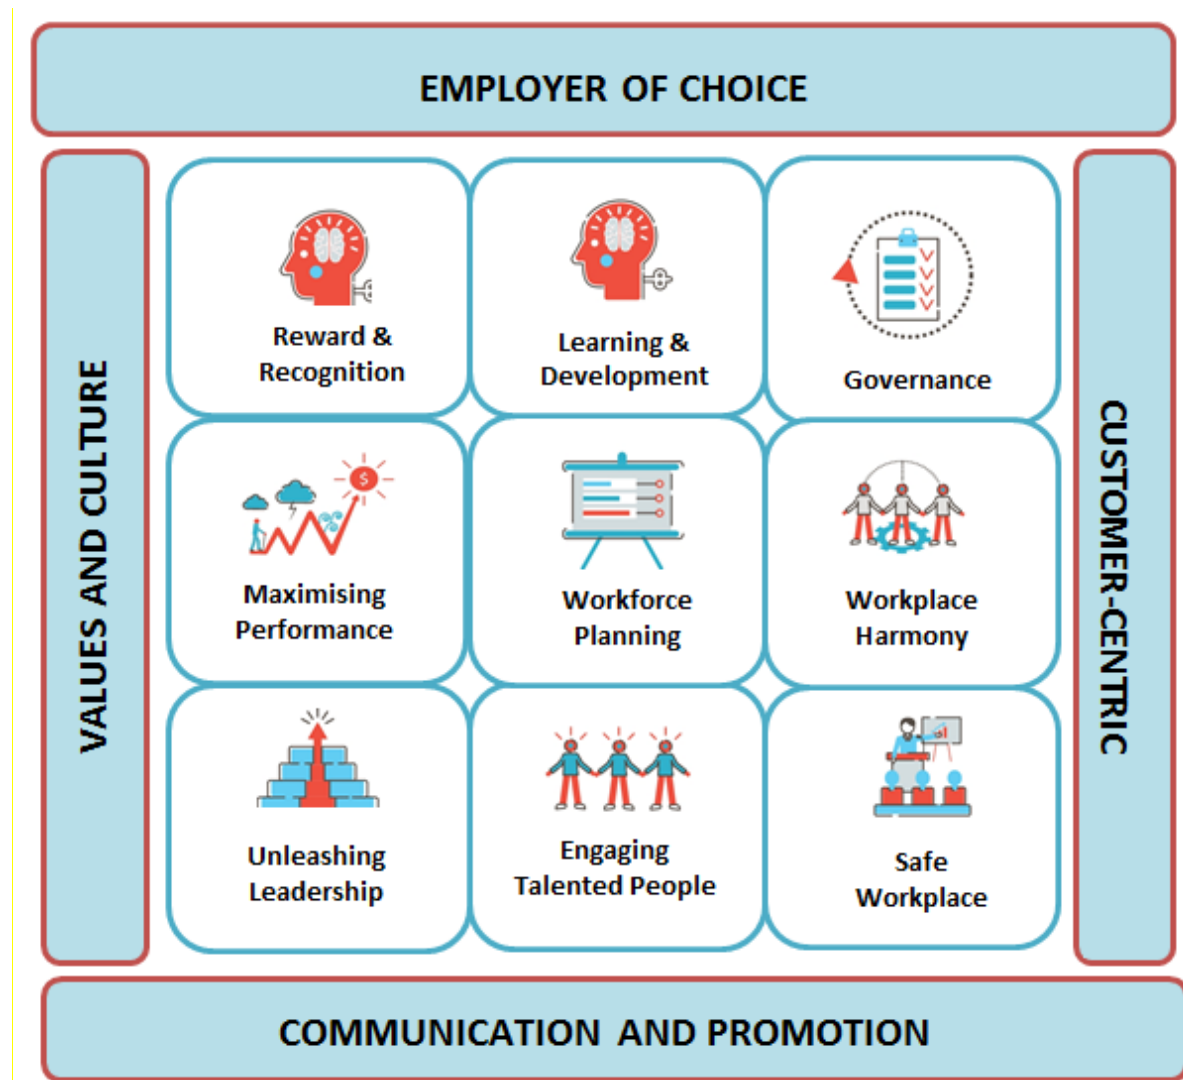 EMPLOYER OF CHOICE
VALUES AND CULTURE
Reward &
Recognition
Learning &
Development
Governance
Maximising
Performance
Workforce
Planning
Workplace
Harmony
Unleashing
Leadership
Engaging
Talented People
Safe
Workplace
CUSTOMER-CENTRIC
COMMUNICATION AND PROMOTION